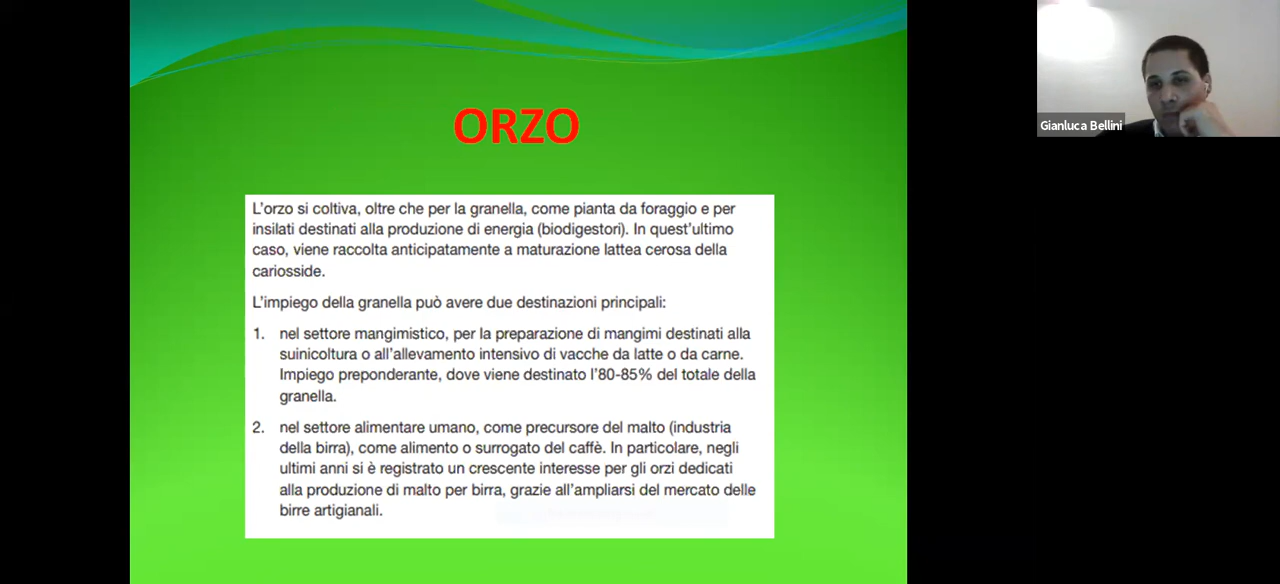 ORZO
L'orzo si coltiva, oltre che per la granella, come pianta da foraggio e per
insilati destinati alla produzione di energia (biodigestori). In quest'ultimo
caso, viene raccolta anticipatamente a maturazione lattea cerosa della
cariosside.
L'impiego della granella può avere due destinazioni principali:
1. nel settore mangimistico, per la preparazione di mangimi destinati alla
suinicoltura o all'allevamento intensivo di vacche da latte o da carne.
Impiego preponderante, dove viene destinato l'80-85% del totale della
granella.
2. nel settore alimentare umano, come precursore del malto (industria
della birra), come alimento o surrogato del caffè. In particolare, negli
ultimi anni si è registrato un crescente interesse per gli orzi dedicati
alla produzione di malto per birra, grazie all'ampliarsi del mercato delle
birre artigianali.
Gianluca Bellini